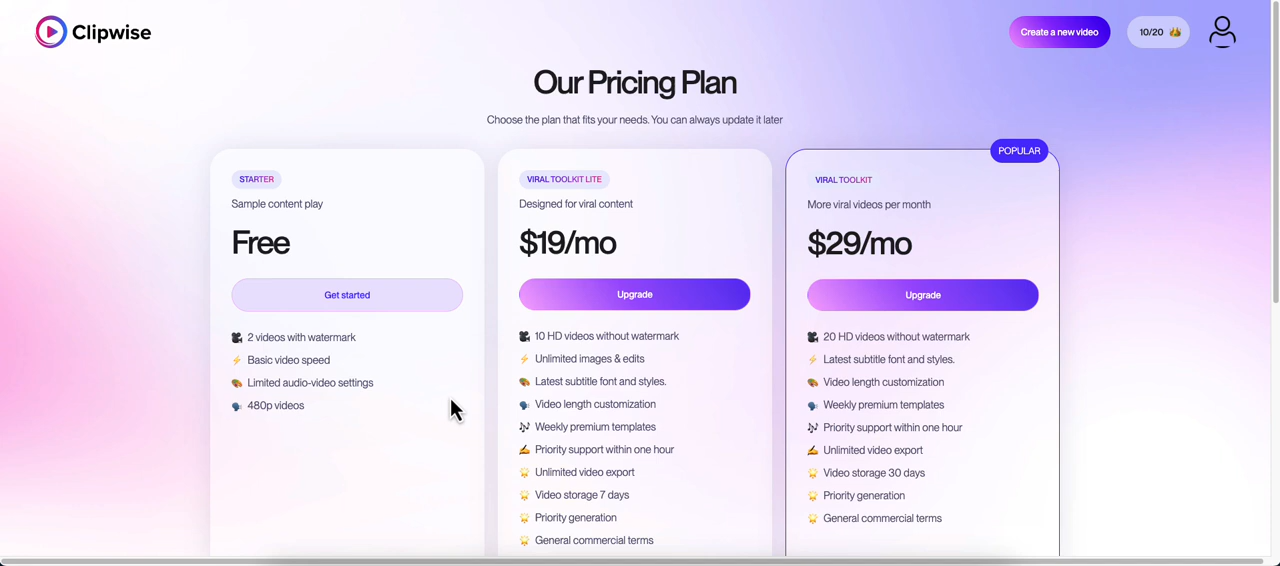 Clipwise
Create a new video
10/20
Our Pricing Plan
Choose the plan that fits your needs. You can always update it later
STARTER
Sample content play
Free
Get started
2 videos with watermark
Basic video speed
Limited audio-video settings
480p videos
VIRAL TOOLKIT LITE
Designed for viral content
$19/mo
Upgrade
10 HD videos without watermark
Unlimited images & edits
Latest subtitle font and styles.
Video length customization
Weekly premium templates
Priority support within one hour
Unlimited video export
Video storage 7 days
Priority generation
General commercial terms
POPULAR
VIRAL TOOLKIT
More viral videos per month
$29/mo
Upgrade
20 HD videos without watermark
Latest subtitle font and styles.
Video length customization
Weekly premium templates
Priority support within one hour
Unlimited video export
Video storage 30 days
Priority generation
General commercial terms